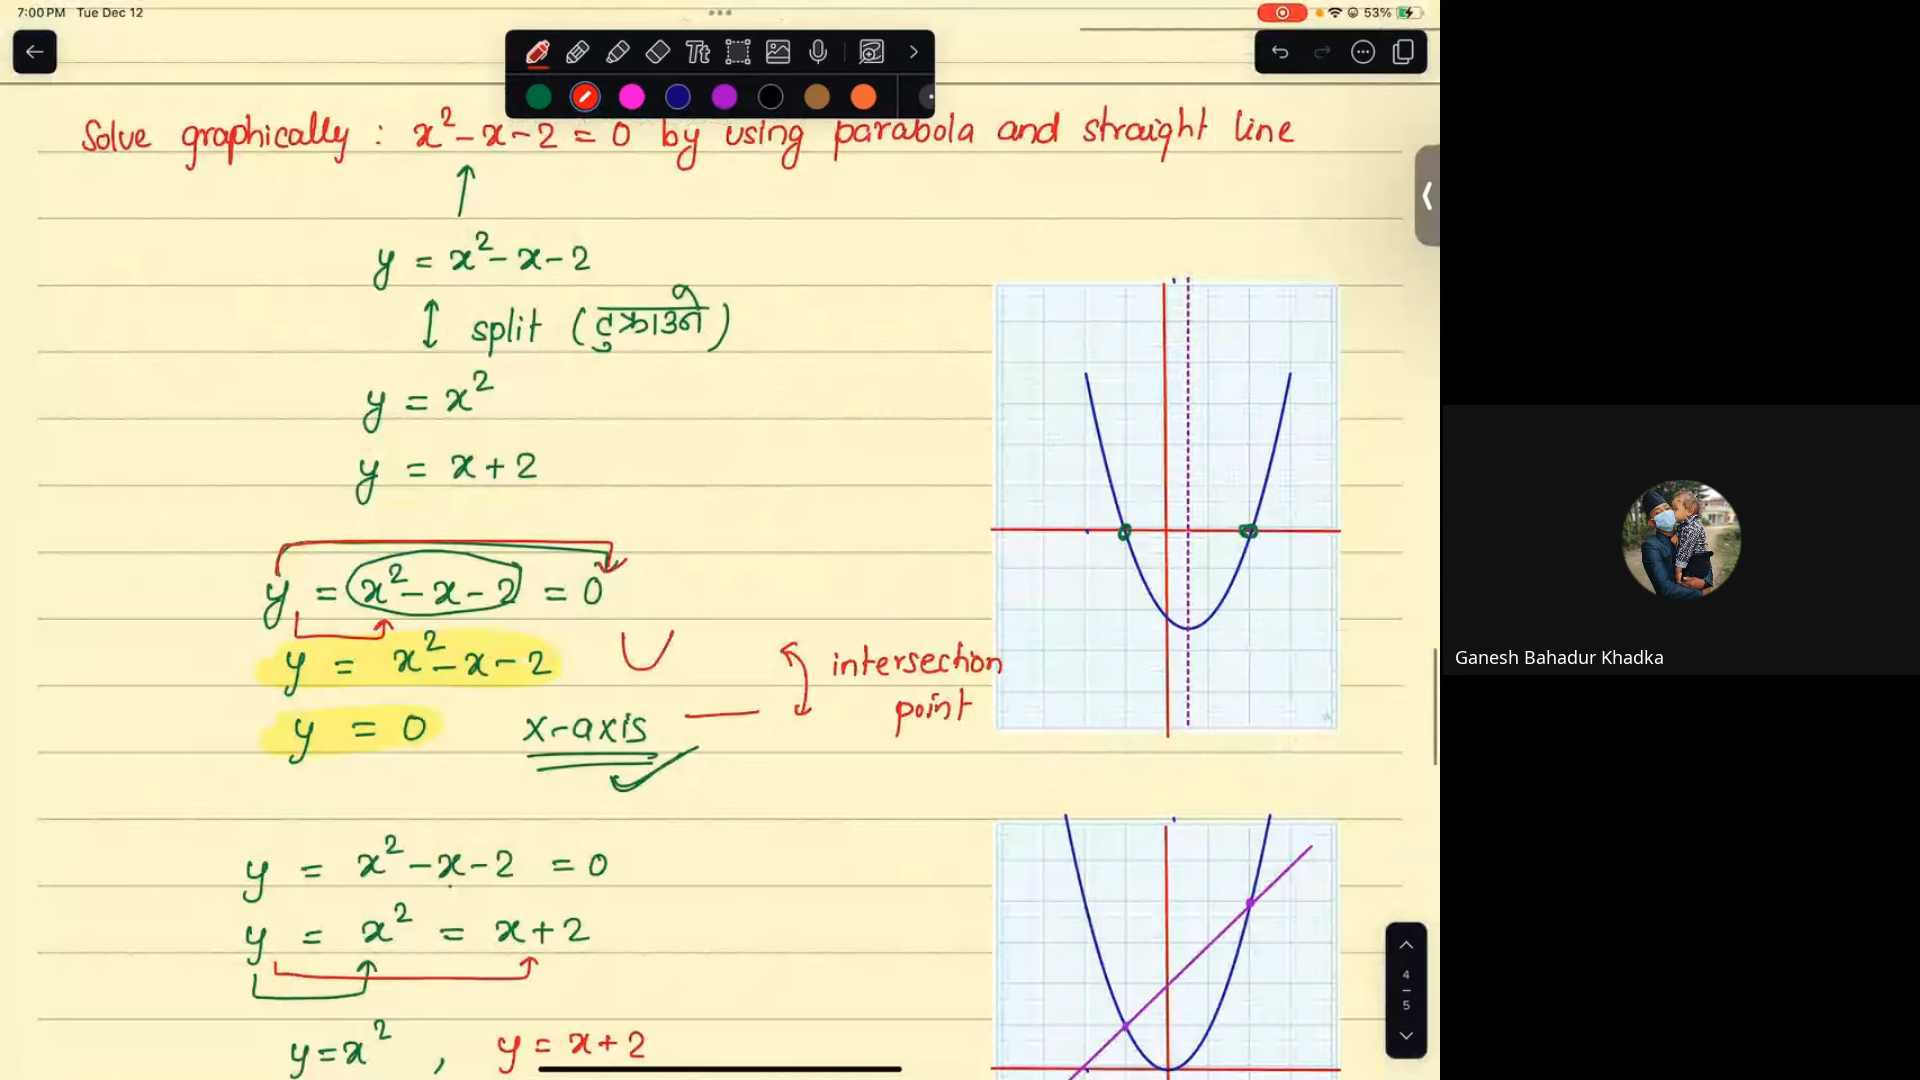 7:00 PM Tue Dec 12
53%
Tt
Solve graphically : x² - x - 2 = 0 by using parabola and straight line
y = x² - x - 2
split (टुक्राउने)
y = x²
y = x + 2
y = x² - x - 2 = 0
y = x² - x - 2
intersection
point
y = 0 x-axis
Ganesh Bahadur Khadka
y = x² - x - 2 = 0
y = x² = x + 2
y = x² , y = x + 2
4
5